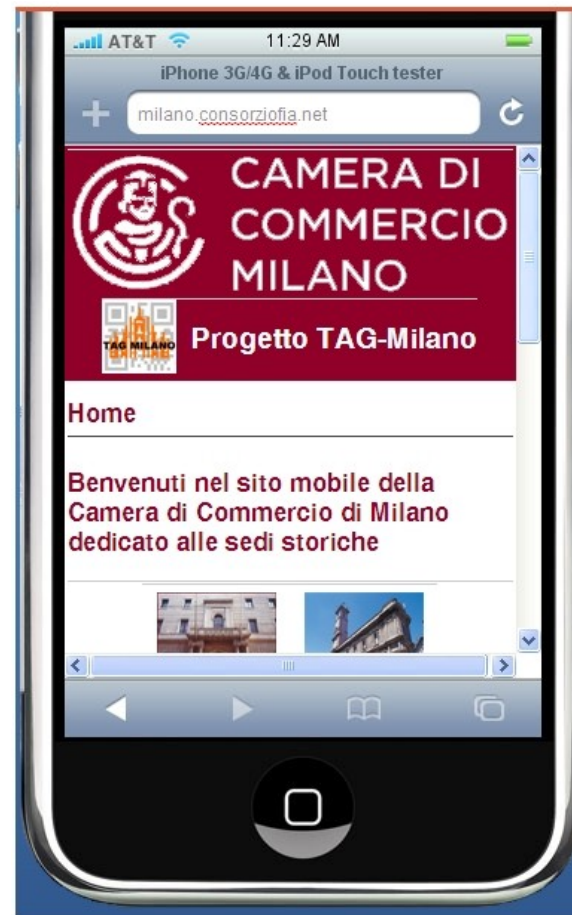 AT&T 11:29 AM
iPhone 3G/4G & iPod Touch tester
milano.consorziofia.net
CAMERA DI
COMMERCIO
MILANO
TAG MILANO
Progetto TAG-Milano
Home
Benvenuti nel sito mobile della
Camera di Commercio di Milano
dedicato alle sedi storiche